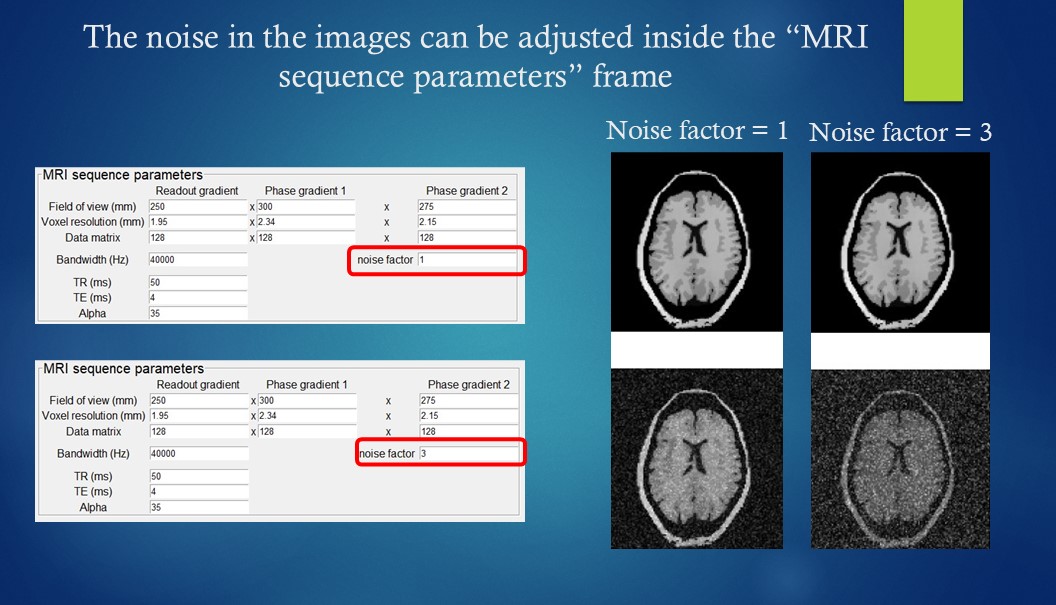 The noise in the images can be adjusted inside the “MRI
sequence parameters” frame
Noise factor = 1
Noise factor = 3
MRI sequence parameters
Readout gradient Phase gradient 1 Phase gradient 2
Field of view (mm) 250 x 300 x 275
Voxel resolution (mm) 1.95 x 2.34 x 2.15
Data matrix 128 x 128 x 128
Bandwidth (Hz) 40000 noise factor 1
TR (ms) 50
TE (ms) 4
Alpha 35
MRI sequence parameters
Readout gradient Phase gradient 1 Phase gradient 2
Field of view (mm) 250 x 300 x 275
Voxel resolution (mm) 1.95 x 2.34 x 2.15
Data matrix 128 x 128 x 128
Bandwidth (Hz) 40000 noise factor 3
TR (ms) 50
TE (ms) 4
Alpha 35